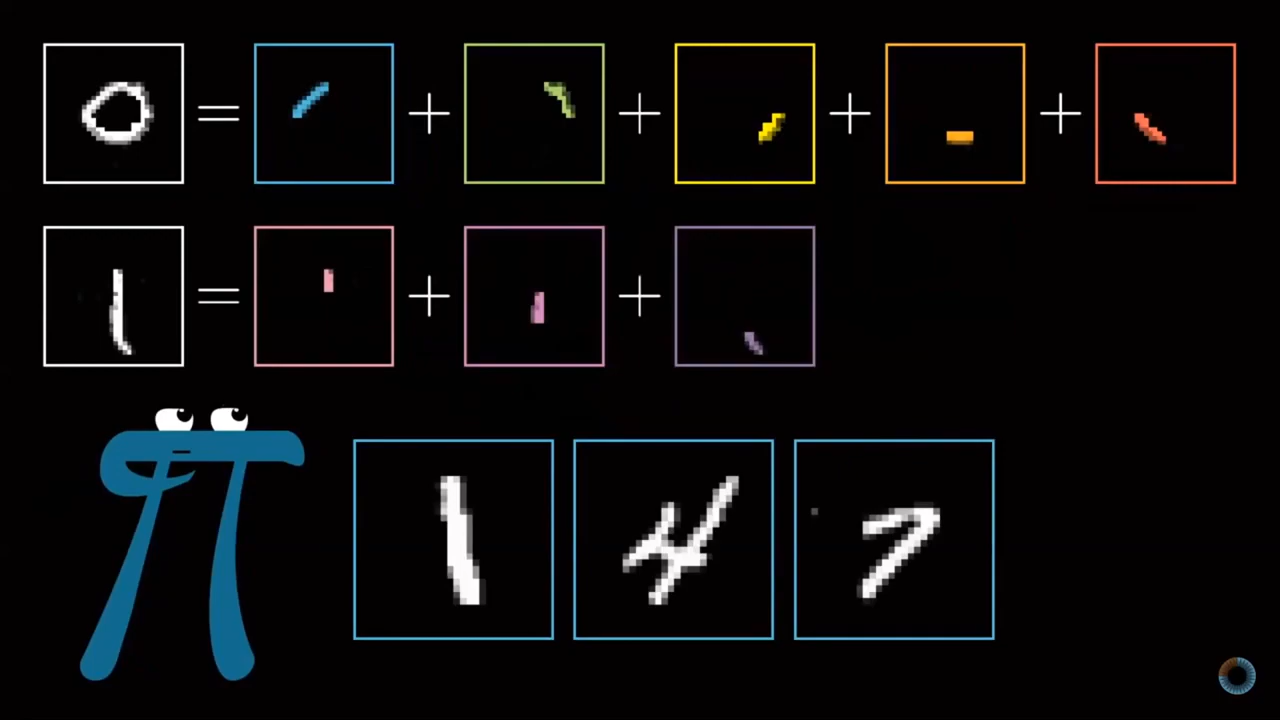 0 = + + + +
1 = + +
1 4 7